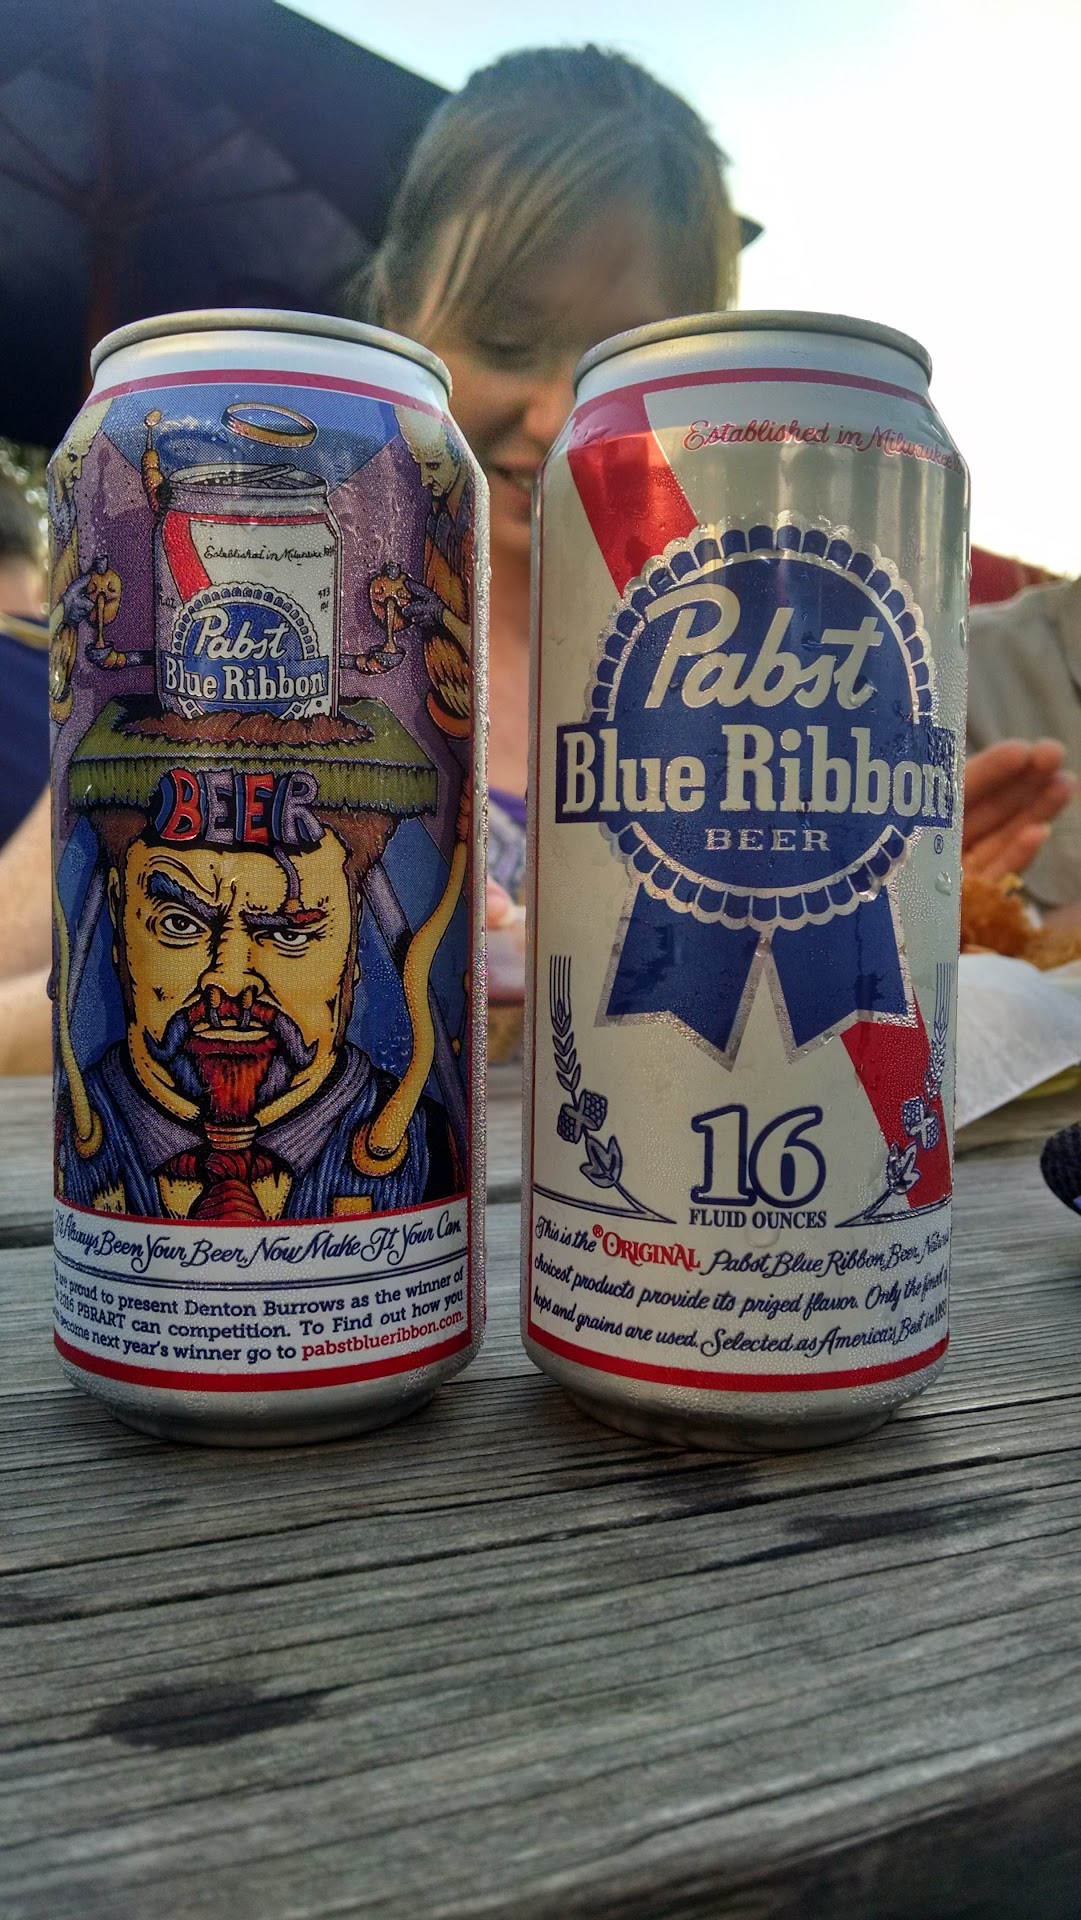 Established in Milwaukee
Pabst
Blue Ribbon
BEER
Always Been Your Beer, Now Make It Your Can.
are proud to present Denton Burrows as the winner of
2016 PBRART can competition. To Find out how you
become next year's winner go to pabstblueribbon.com.
Established in Milwaukee
Pabst
Blue Ribbon
BEER
®
16
FLUID OUNCES
This is the ORIGINAL® Pabst Blue Ribbon Beer,
choicest products provide its prized flavor. Only the finest of
hops and grains are used. Selected as America's Best in